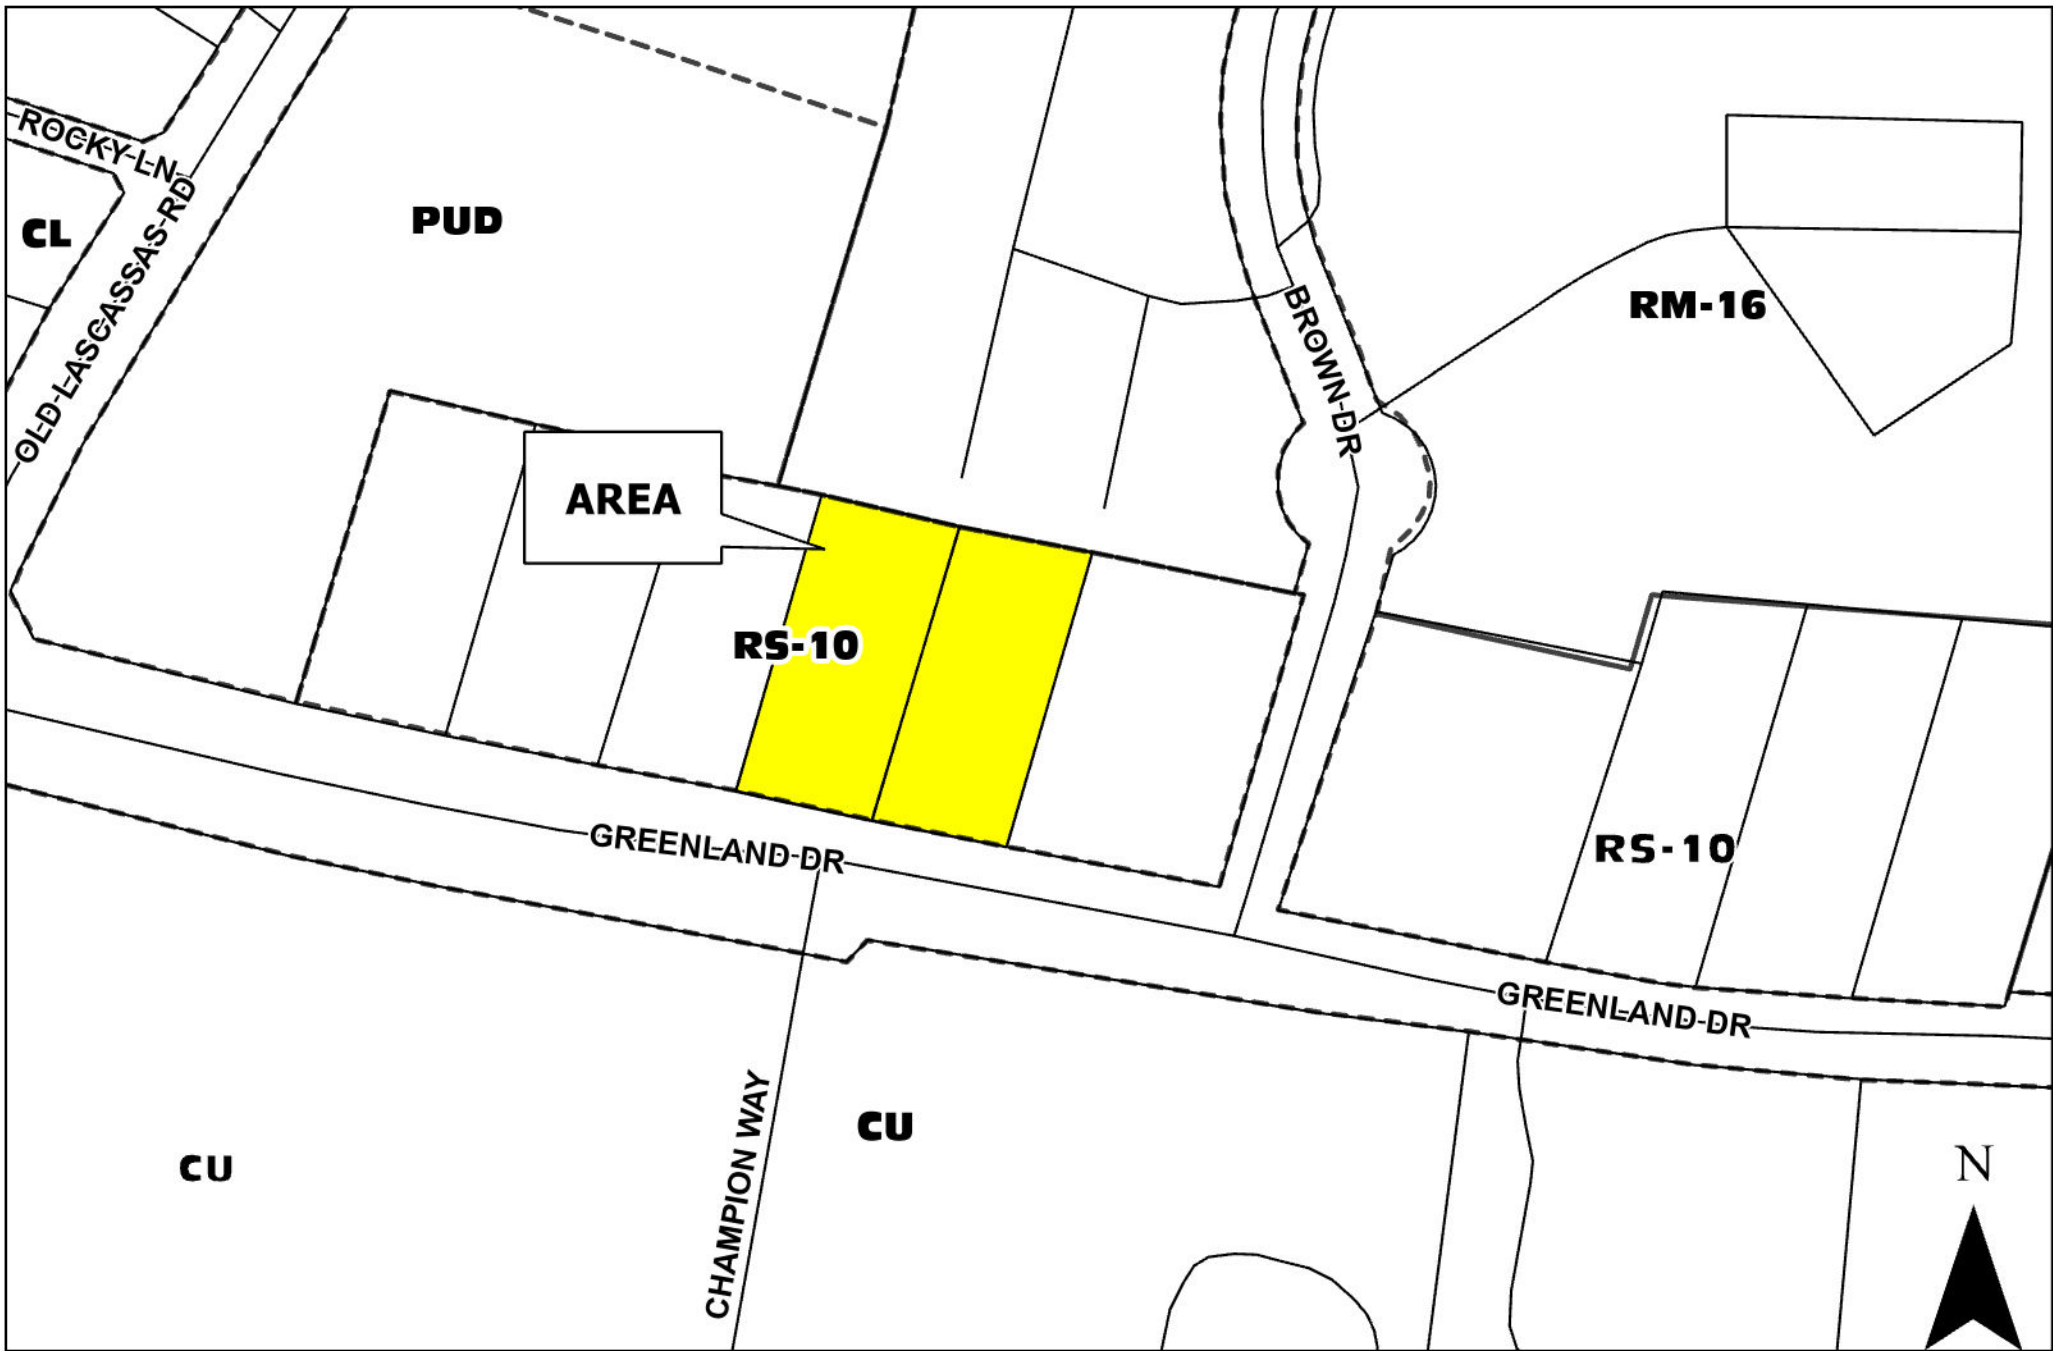 ROCKY LN
CL
OLD LASCASSAS RD
PUD
BROWN DR
RM-16
AREA
RS-10
GREENLAND DR
RS-10
GREENLAND DR
CHAMPION WAY
CU
CU
N